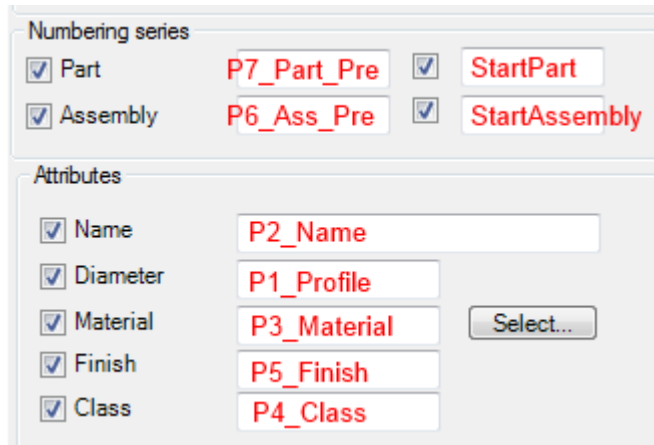 Numbering series
Part P7_Part_Pre StartPart
Assembly P6_Ass_Pre StartAssembly
Attributes
Name P2_Name
Diameter P1_Profile
Material P3_Material Select...
Finish P5_Finish
Class P4_Class